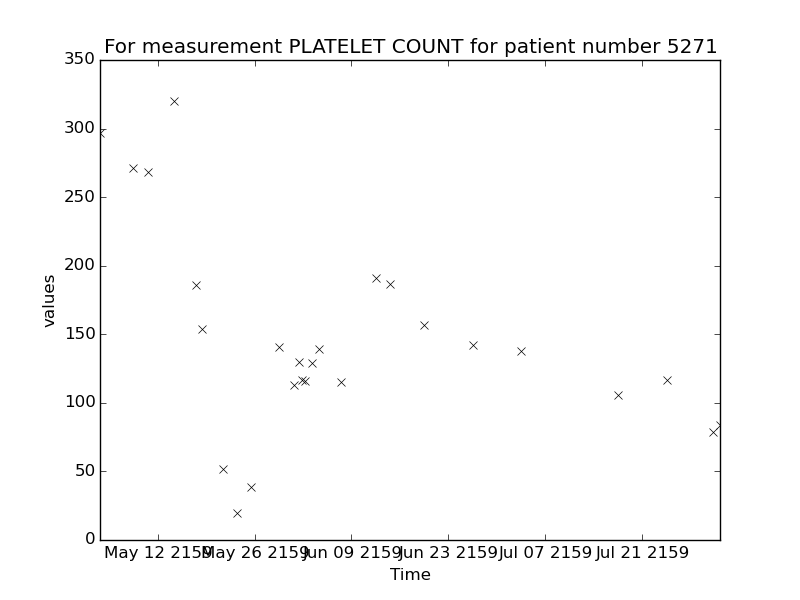 For measurement PLATELET COUNT for patient number 5271
350
300
250
200
150
100
50
0
values
May 12 2159 May 26 2159 Jun 09 2159 Jun 23 2159 Jul 07 2159 Jul 21 2159
Time